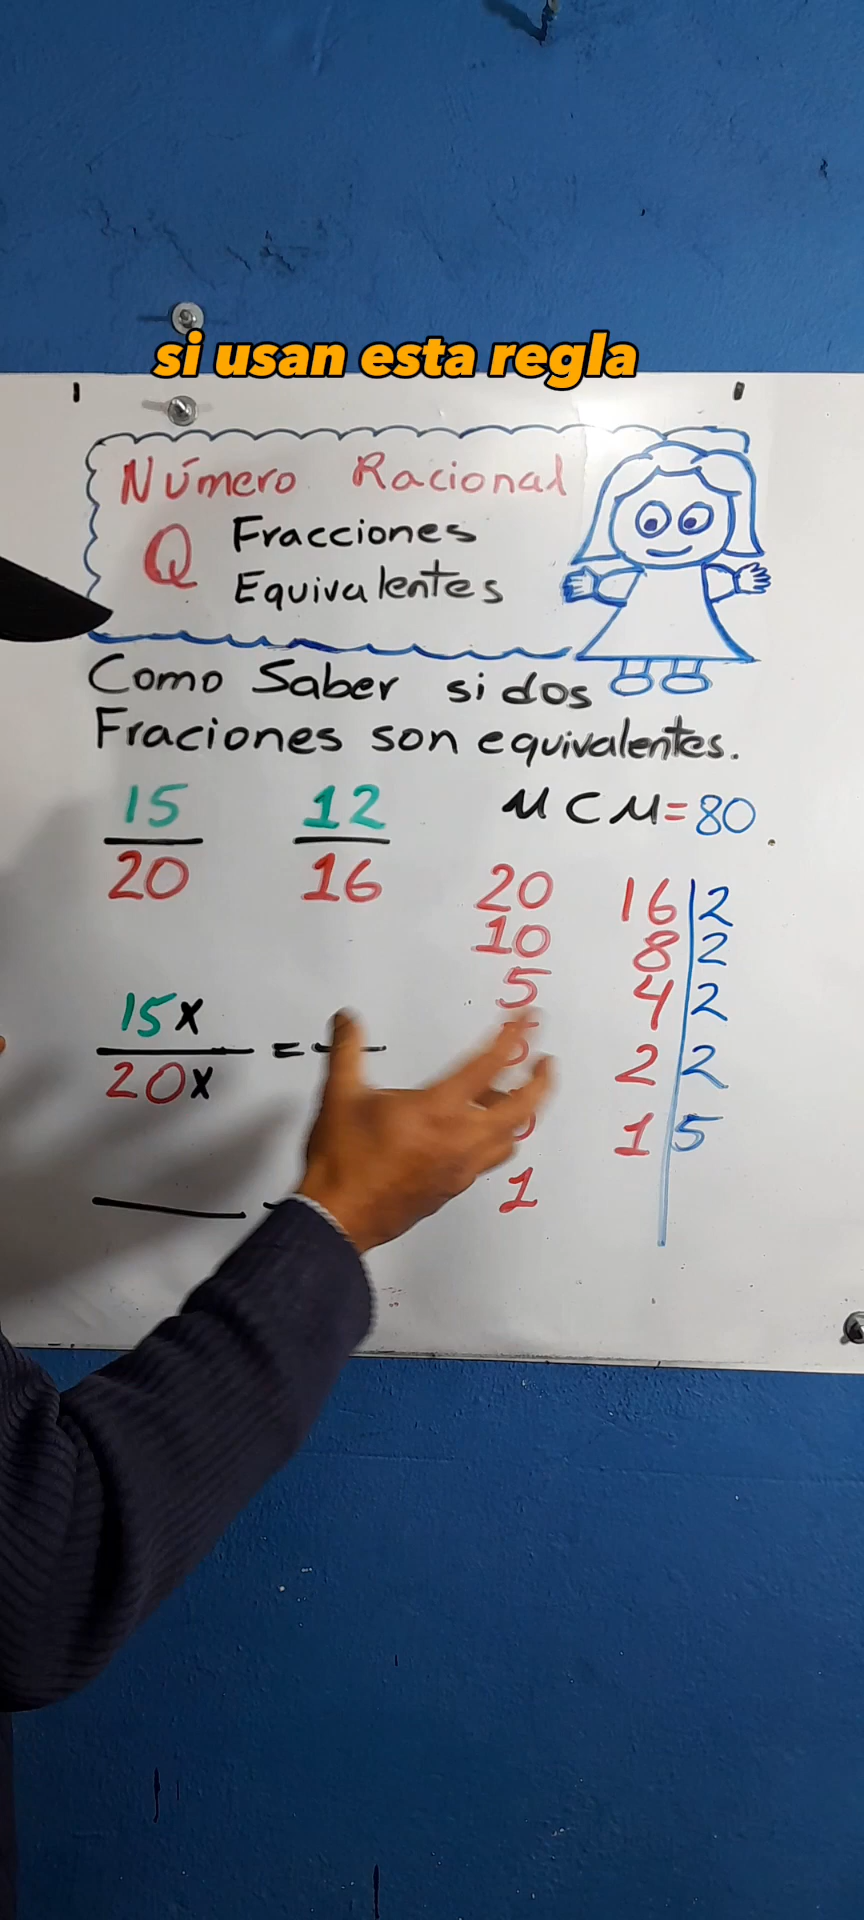 si usan esta regla
Número Racional
Q Fracciones
Equivalentes
Como Saber si dos
Fraciones son equivalentes.
15 12 MCM=80
20 16
20 16 2
10 8 2
5 4 2
15x
20x
=
2 2
1 5
1